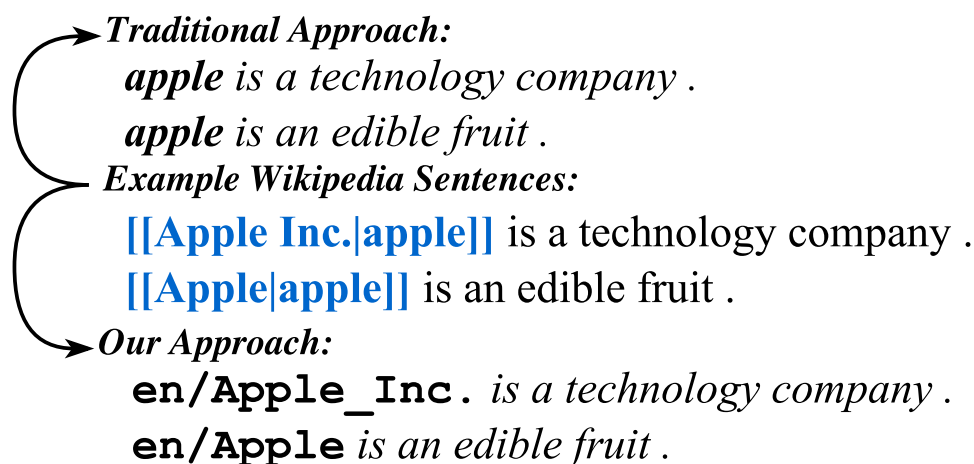 Traditional Approach:
apple is a technology company .
apple is an edible fruit .
Example Wikipedia Sentences:
[[Apple Inc.|apple]] is a technology company .
[[Apple|apple]] is an edible fruit .
Our Approach:
en/Apple_Inc. is a technology company .
en/Apple is an edible fruit .